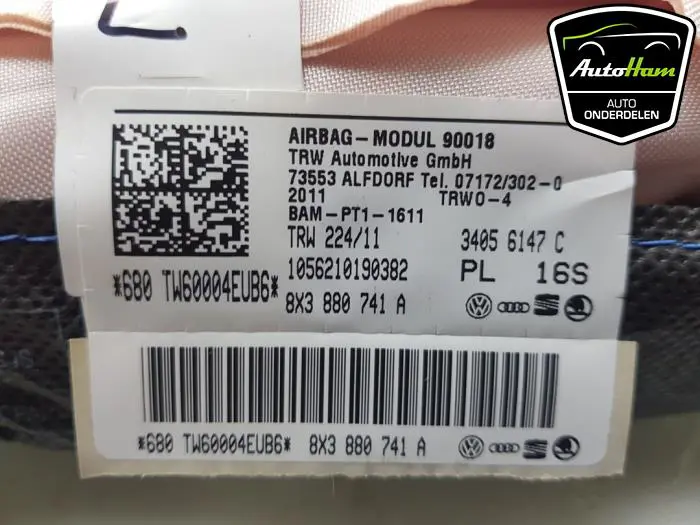 AutoHam
AUTO
ONDERDELEN
AIRBAG-MODUL 90018
TRW Automotive GmbH
73553 ALFDORF Tel. 07172/302-0
2011 TRWO-4
BAM-PT1-1611
TRW 224/11 3405 6147 C
1056210190382 PL 16S
*680 TW60004EUB6* 8X3 880 741 A
*680 TW60004EUB6* 8X3 880 741 A